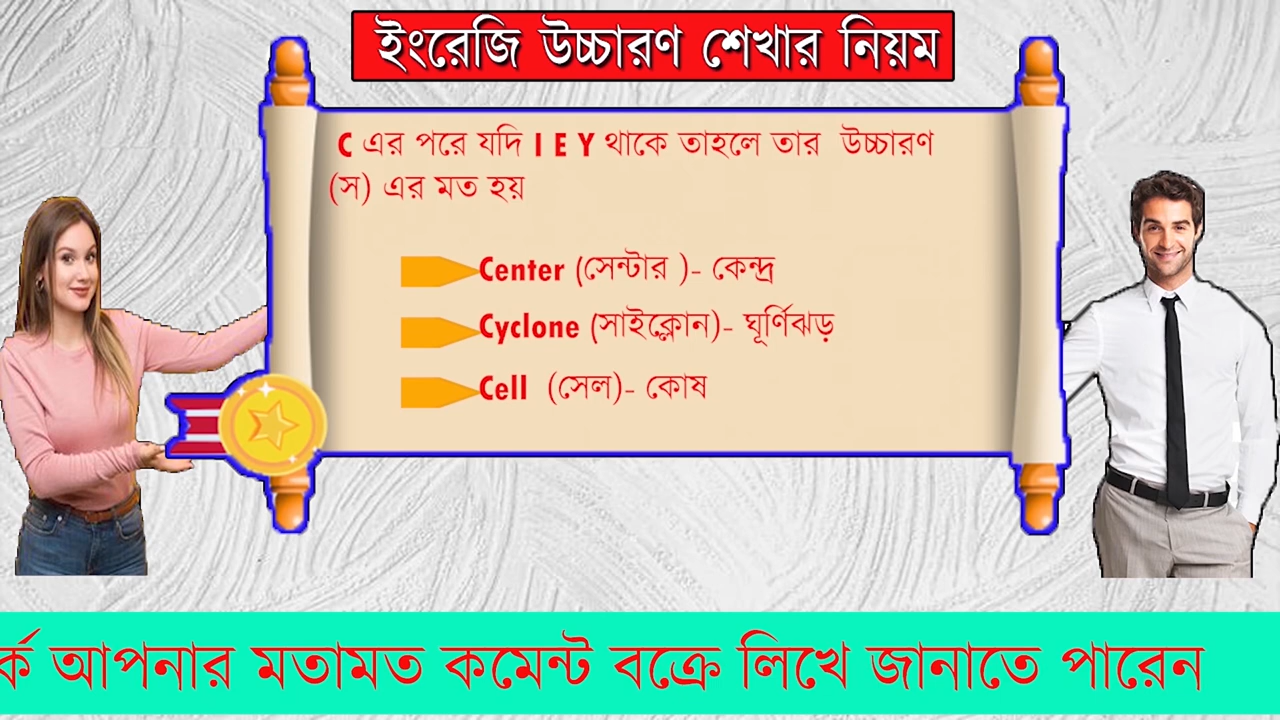 ইংরেজি উচ্চারণ শেখার নিয়ম
C এর পরে যদি I E Y থাকে তাহলে তার উচ্চারণ
(স) এর মত হয়
Center (সেন্টার )- কেন্দ্র
Cyclone (সাইক্লোন)- ঘূর্ণিঝড়
Cell (সেল)- কোষ
র্ক আপনার মতামত কমেন্ট বক্রে লিখে জানাতে পারেন